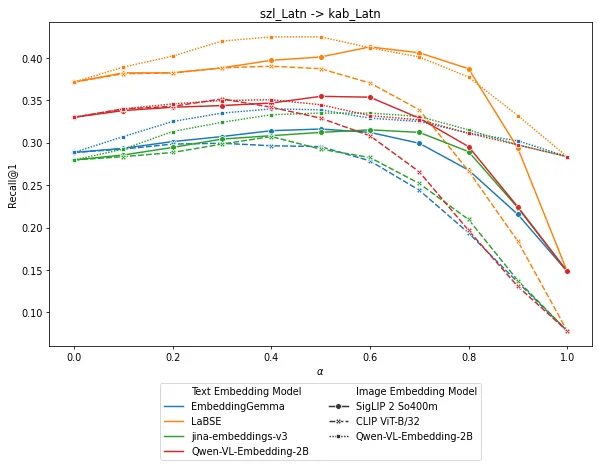 szl_Latn -> kab_Latn
Recall@1
0.40
0.35
0.30
0.25
0.20
0.15
0.10
0.0 0.2 0.4 0.6 0.8 1.0
α
Text Embedding Model Image Embedding Model
EmbeddingGemma SigLIP 2 So400m
LaBSE CLIP ViT-B/32
jina-embeddings-v3 Qwen-VL-Embedding-2B
Qwen-VL-Embedding-2B